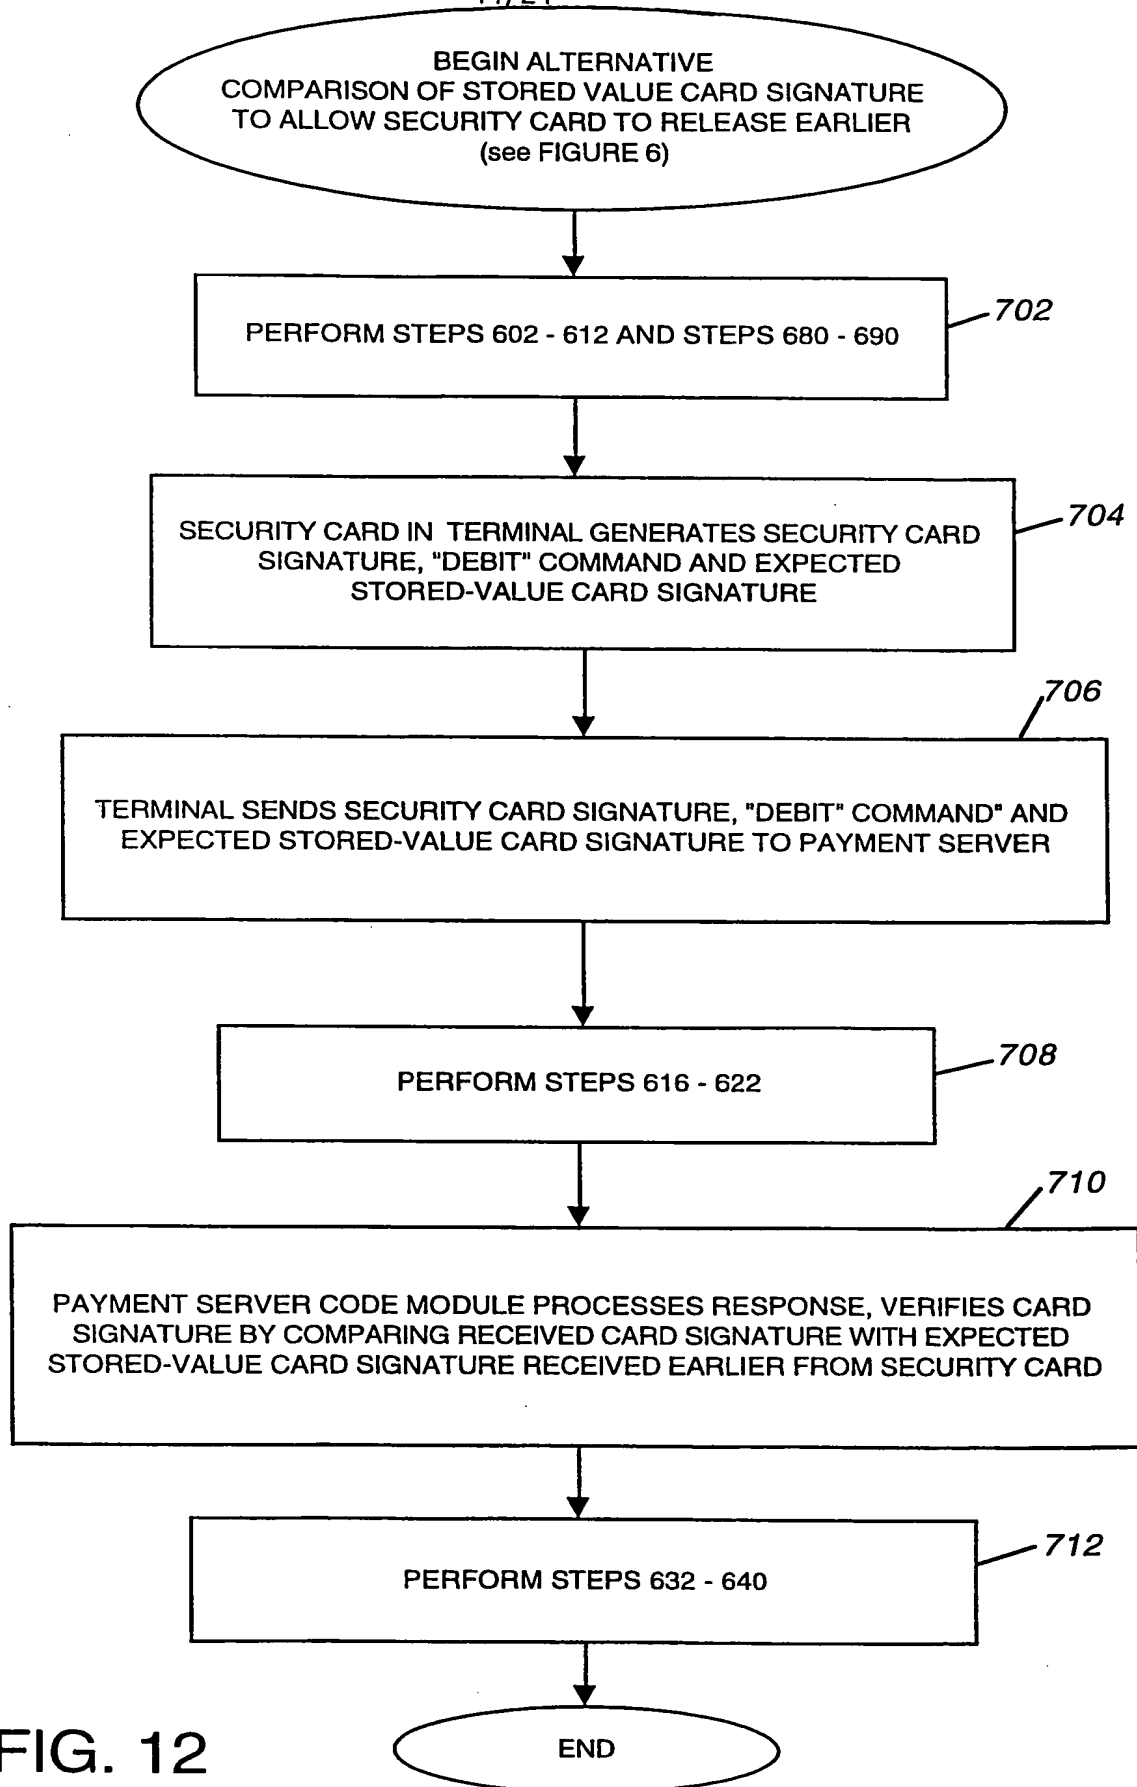 BEGIN ALTERNATIVE
COMPARISON OF STORED VALUE CARD SIGNATURE
TO ALLOW SECURITY CARD TO RELEASE EARLIER
(see FIGURE 6)
702
PERFORM STEPS 602 - 612 AND STEPS 680 - 690
704
SECURITY CARD IN TERMINAL GENERATES SECURITY CARD
SIGNATURE, "DEBIT" COMMAND AND EXPECTED
STORED-VALUE CARD SIGNATURE
706
TERMINAL SENDS SECURITY CARD SIGNATURE, "DEBIT" COMMAND" AND
EXPECTED STORED-VALUE CARD SIGNATURE TO PAYMENT SERVER
708
PERFORM STEPS 616 - 622
710
PAYMENT SERVER CODE MODULE PROCESSES RESPONSE, VERIFIES CARD
SIGNATURE BY COMPARING RECEIVED CARD SIGNATURE WITH EXPECTED
STORED-VALUE CARD SIGNATURE RECEIVED EARLIER FROM SECURITY CARD
712
PERFORM STEPS 632 - 640
END
FIG. 12